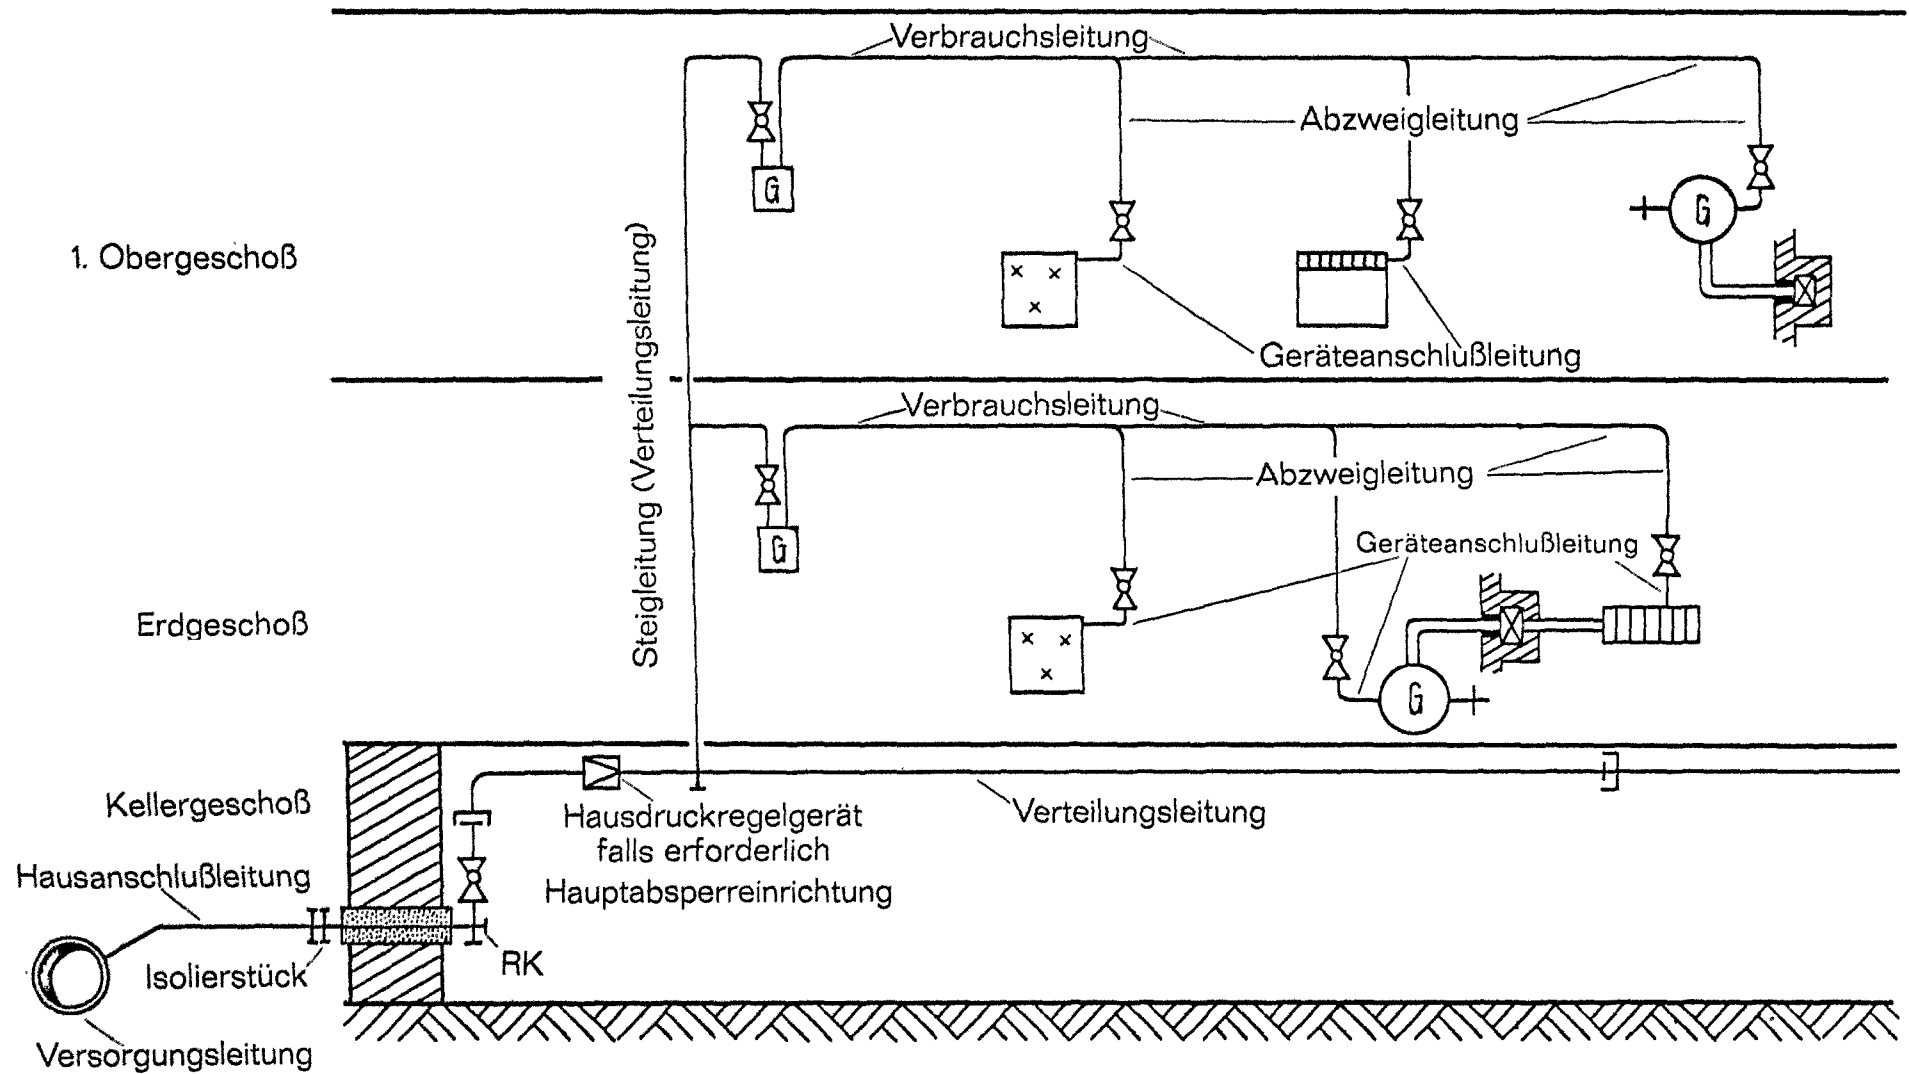 Verbrauchsleitung
Abzweigleitung
G
G
1. Obergeschoß
Geräteanschlußleitung
Steigleitung (Verteilungsleitung)
Verbrauchsleitung
Abzweigleitung
Geräteanschlußleitung
G
Erdgeschoß
G
Kellergeschoß
Hausdruckregelgerät
falls erforderlich
Verteilungsleitung
Hauptabsperreinrichtung
Hausanschlußleitung
Isolierstück
RK
Versorgungsleitung